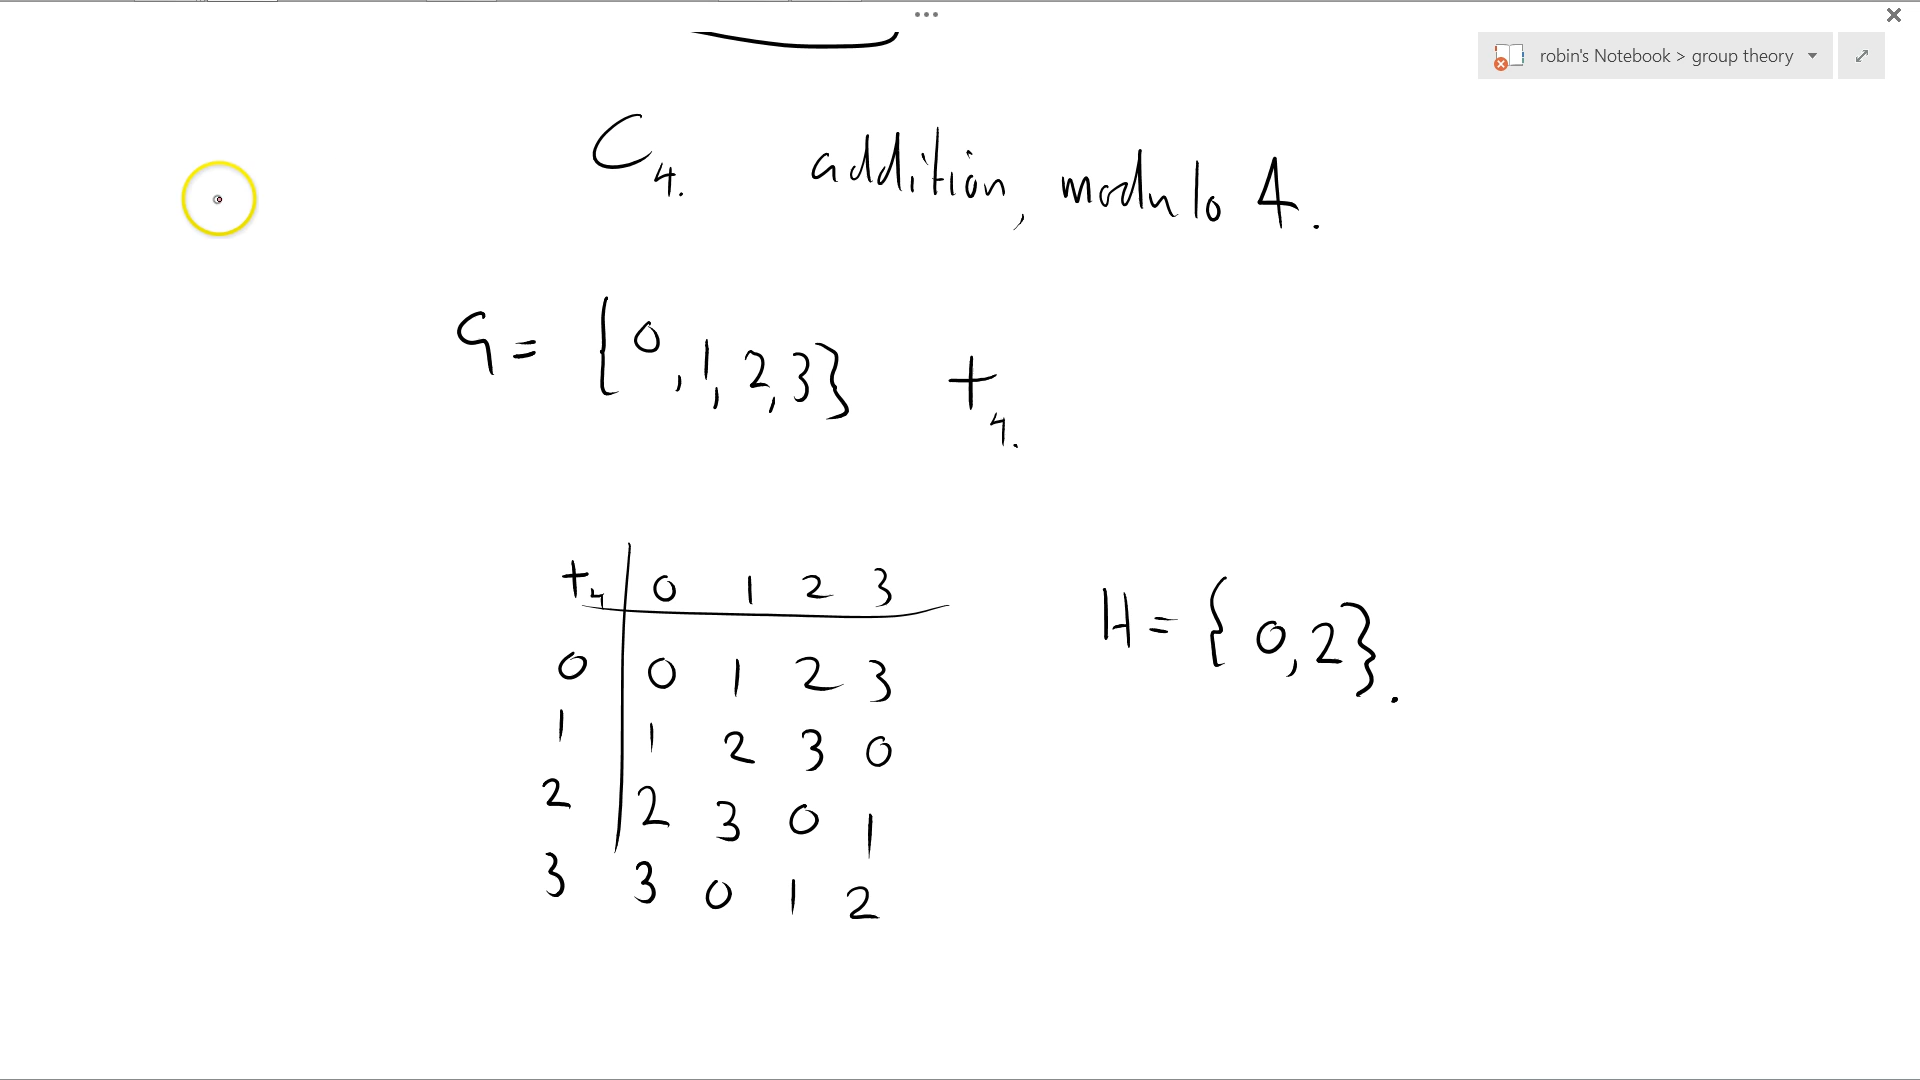 robin's Notebook > group theory
C₄. addition, modulo 4.
G = {0, 1, 2, 3} +₄.
+₄ 0 1 2 3
0 0 1 2 3
1 1 2 3 0
2 2 3 0 1
3 3 0 1 2
H = {0, 2}.